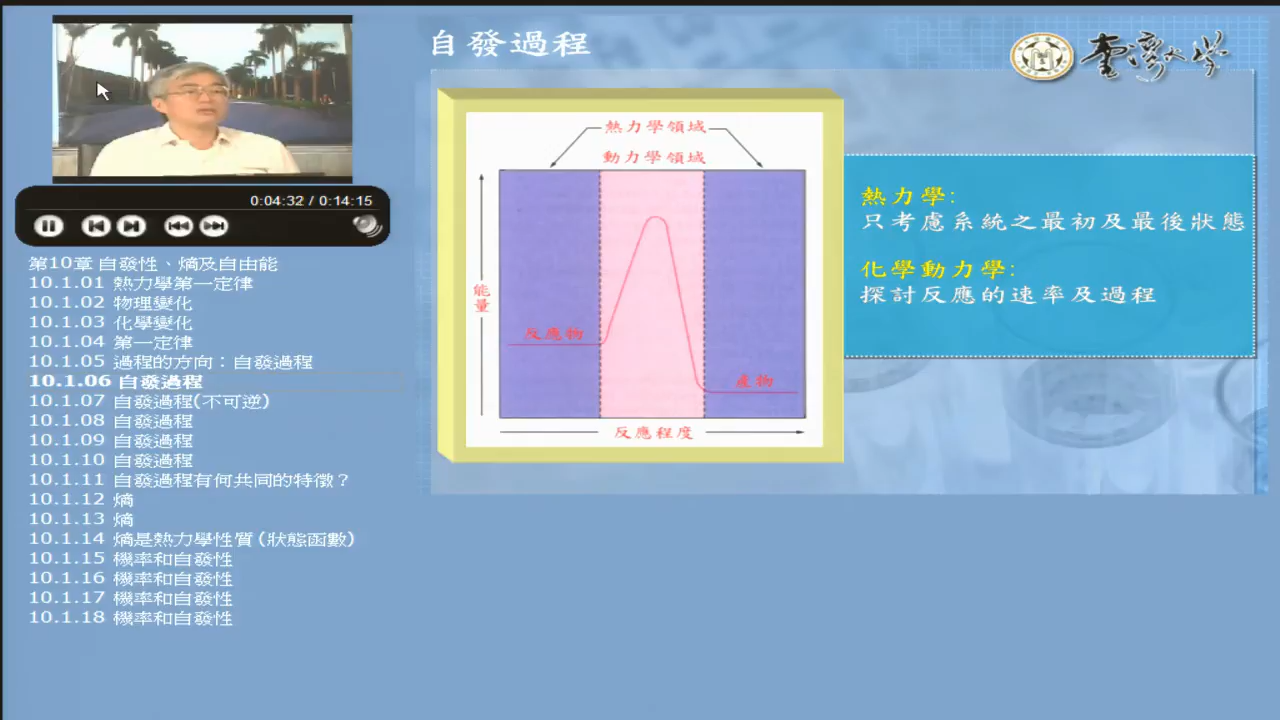 自發過程
臺灣大學
0:04:32 / 0:14:15
第10章 自發性、熵及自由能
10.1.01 熱力學第一定律
10.1.02 物理變化
10.1.03 化學變化
10.1.04 第一定律
10.1.05 過程的方向：自發過程
10.1.06 自發過程
10.1.07 自發過程(不可逆)
10.1.08 自發過程
10.1.09 自發過程
10.1.10 自發過程
10.1.11 自發過程有何共同的特徵？
10.1.12 熵
10.1.13 熵
10.1.14 熵是熱力學性質(狀態函數)
10.1.15 機率和自發性
10.1.16 機率和自發性
10.1.17 機率和自發性
10.1.18 機率和自發性
熱力學領域
動力學領域
能量
反應物
產物
反應程度
熱力學:
只考慮系統之最初及最後狀態
化學動力學:
探討反應的速率及過程